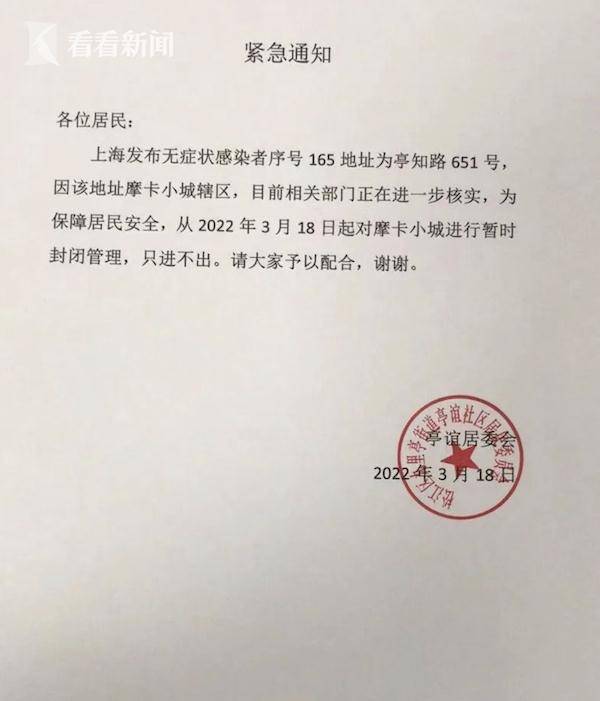 看看新闻
紧急通知
各位居民：
上海发布无症状感染者序号 165 地址为亭知路 651 号，
因该地址摩卡小城辖区，目前相关部门正在进一步核实，为
保障居民安全，从 2022 年 3 月 18 日起对摩卡小城进行暂时
封闭管理，只进不出。请大家予以配合，谢谢。
松江区九里亭街道亭谊社区居民委员会
亭谊居委会
2022 年 3 月 18 日